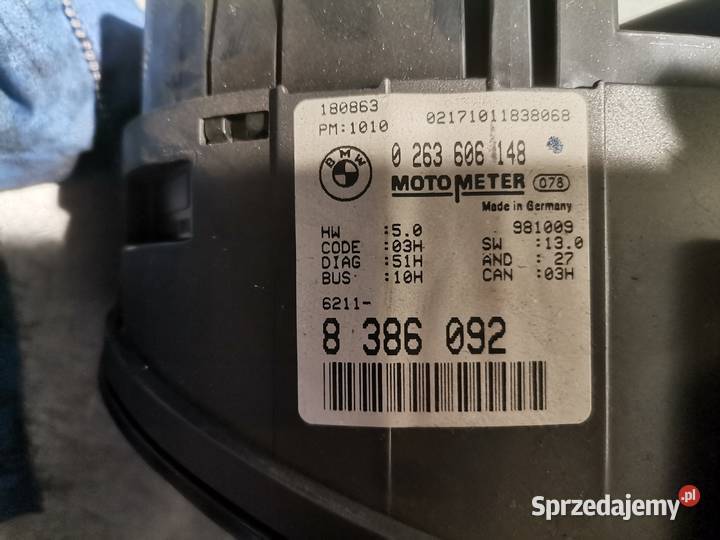 180863
PM:1010 02171011838068
BMW 0 263 606 148
MOTOMETER 078
Made in Germany
HW :5.0 981009
CODE :03H SW :13.0
DIAG :51H AND : 27
BUS :10H CAN :03H
6211-
8 386 092
Sprzedajemy.pl